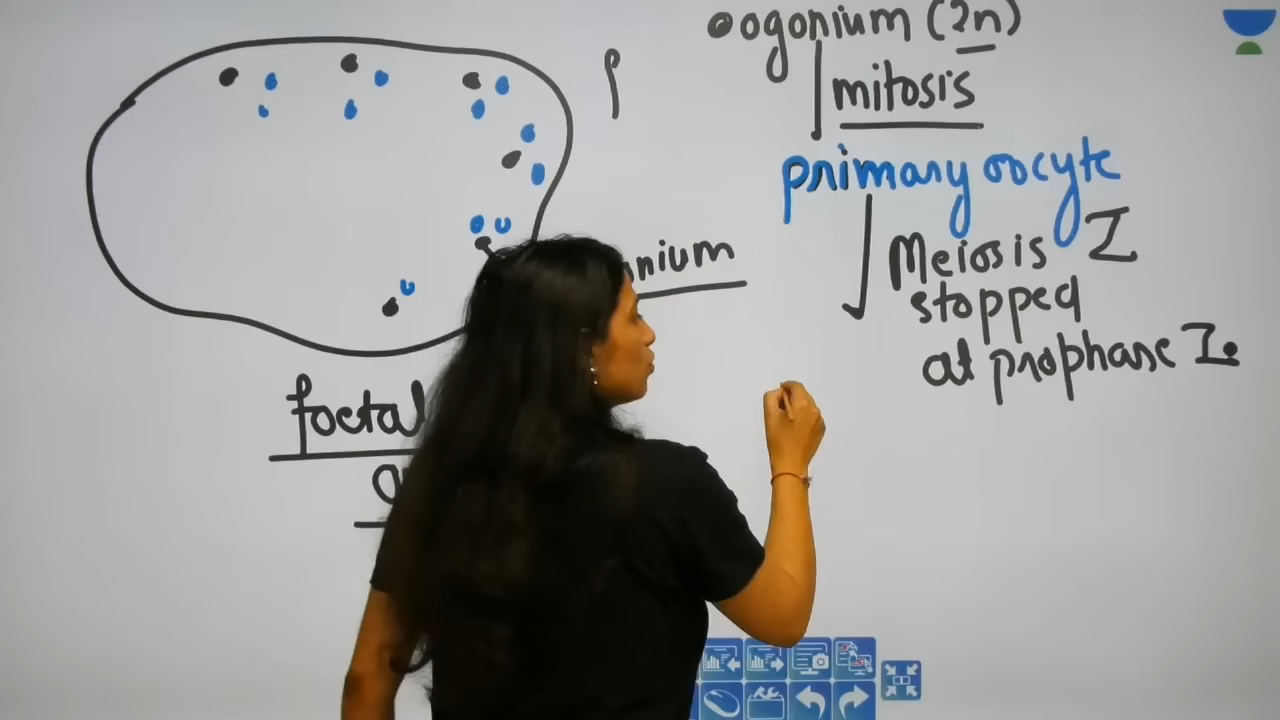 oogonium (2n)
mitosis
primary oocyte
Meiosis I
stopped
at prophase I.
nium
foetal